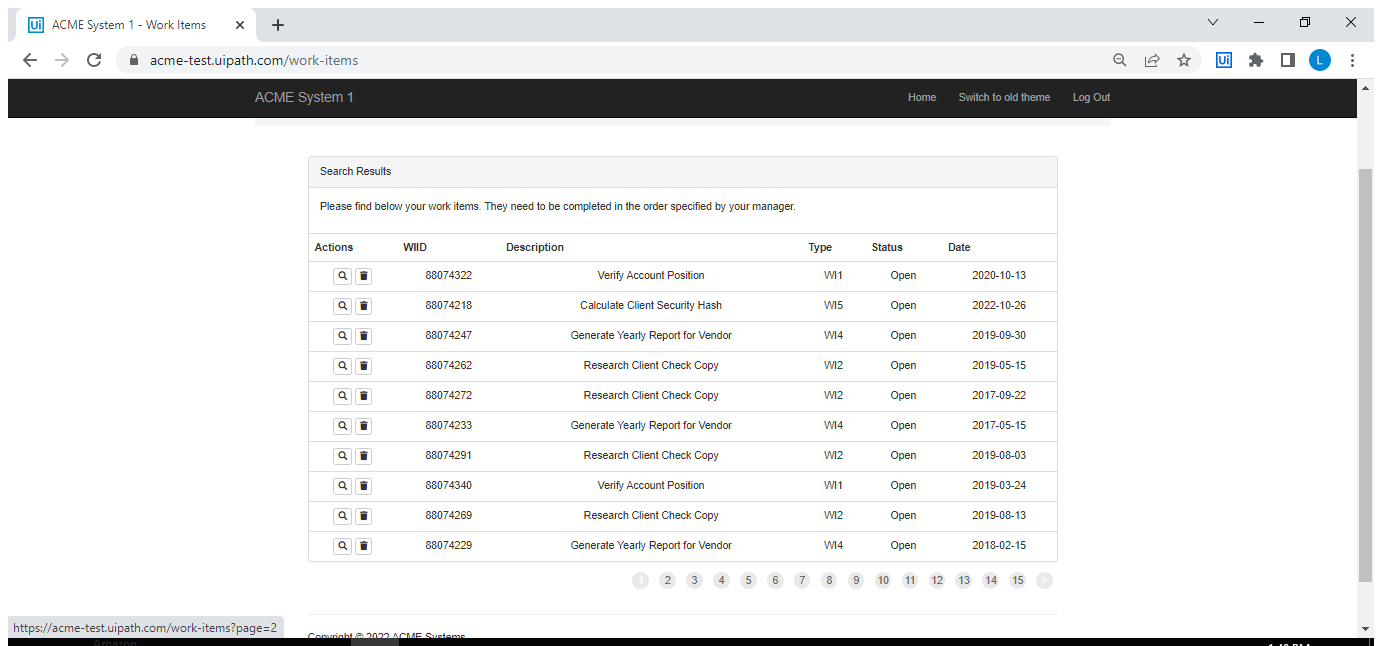 Ui ACME System 1 - Work Items
acme-test.uipath.com/work-items
Ui
L
ACME System 1 Home Switch to old theme Log Out
Search Results
Please find below your work items. They need to be completed in the order specified by your manager.
Actions WIID Description Type Status Date
88074322 Verify Account Position WI1 Open 2020-10-13
88074218 Calculate Client Security Hash WI5 Open 2022-10-26
88074247 Generate Yearly Report for Vendor WI4 Open 2019-09-30
88074262 Research Client Check Copy WI2 Open 2019-05-15
88074272 Research Client Check Copy WI2 Open 2017-09-22
88074233 Generate Yearly Report for Vendor WI4 Open 2017-05-15
88074291 Research Client Check Copy WI2 Open 2019-08-03
88074340 Verify Account Position WI1 Open 2019-03-24
88074269 Research Client Check Copy WI2 Open 2019-08-13
88074229 Generate Yearly Report for Vendor WI4 Open 2018-02-15
1 2 3 4 5 6 7 8 9 10 11 12 13 14 15 >
https://acme-test.uipath.com/work-items?page=2
Copyright © 2022 ACME Systems
Amazon